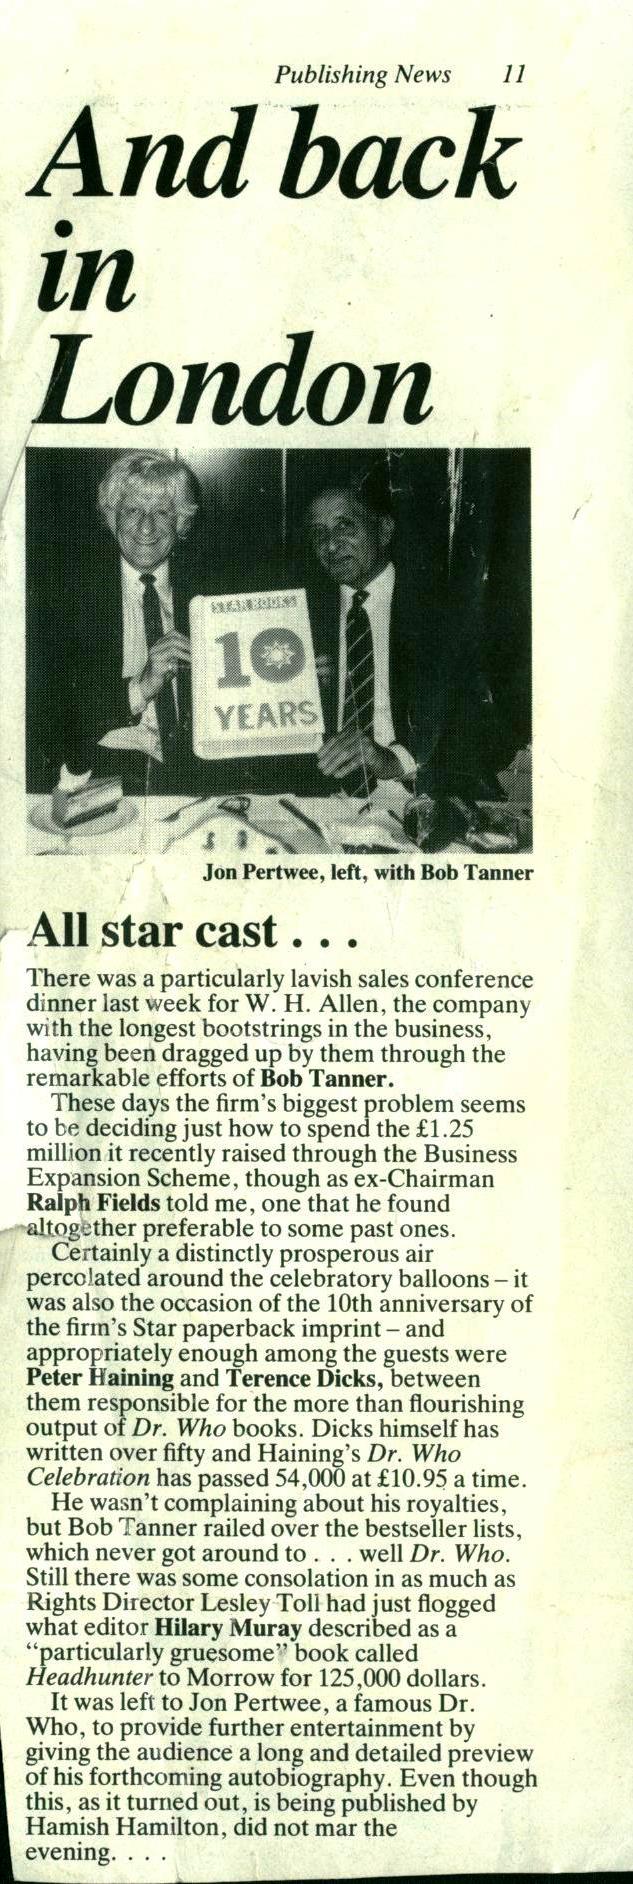 Publishing News 11
And back
in
London
STAR BOOKS
10
YEARS
Jon Pertwee, left, with Bob Tanner
All star cast . . .
There was a particularly lavish sales conference
dinner last week for W. H. Allen, the company
with the longest bootstrings in the business,
having been dragged up by them through the
remarkable efforts of Bob Tanner.
These days the firm's biggest problem seems
to be deciding just how to spend the £1.25
million it recently raised through the Business
Expansion Scheme, though as ex-Chairman
Ralph Fields told me, one that he found
altogether preferable to some past ones.
Certainly a distinctly prosperous air
percolated around the celebratory balloons – it
was also the occasion of the 10th anniversary of
the firm's Star paperback imprint – and
appropriately enough among the guests were
Peter Haining and Terence Dicks, between
them responsible for the more than flourishing
output of Dr. Who books. Dicks himself has
written over fifty and Haining's Dr. Who
Celebration has passed 54,000 at £10.95 a time.
He wasn't complaining about his royalties,
but Bob Tanner railed over the bestseller lists,
which never got around to . . . well Dr. Who.
Still there was some consolation in as much as
Rights Director Lesley Toll had just flogged
what editor Hilary Muray described as a
“particularly gruesome” book called
Headhunter to Morrow for 125,000 dollars.
It was left to Jon Pertwee, a famous Dr.
Who, to provide further entertainment by
giving the audience a long and detailed preview
of his forthcoming autobiography. Even though
this, as it turned out, is being published by
Hamish Hamilton, did not mar the
evening. . . .